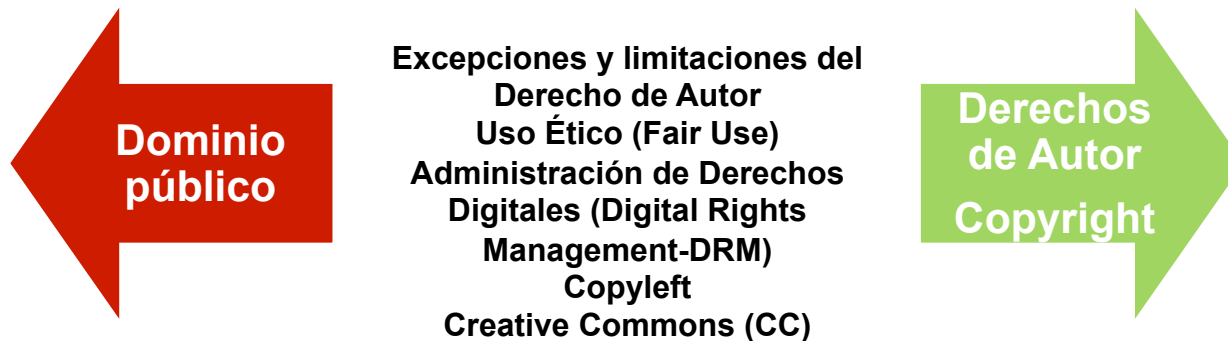 Dominio
público
Excepciones y limitaciones del
Derecho de Autor
Uso Ético (Fair Use)
Administración de Derechos
Digitales (Digital Rights
Management-DRM)
Copyleft
Creative Commons (CC)
Derechos
de Autor
Copyright